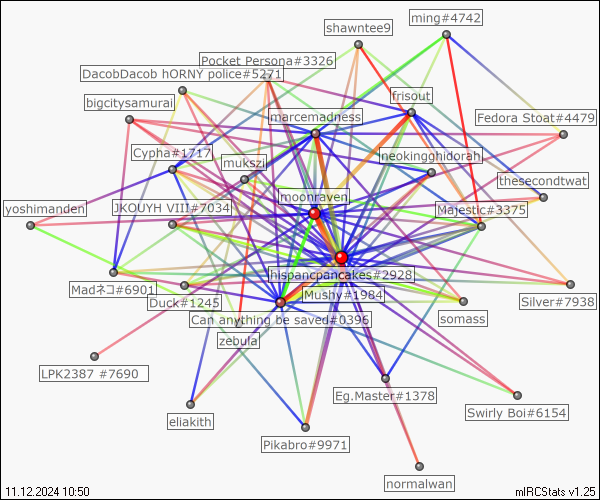 ming#4742
shawntee9
Pocket Persona#3326
DacobDacob hORNY police#5271
frisout
bigcitysamurai
marcemadness
Fedora Stoat#4479
Cypha#1717
mukszi
neokingghidorah
thesecondtwat
moonraven
yoshimanden
JKOUYH VIII#7034
Majestic#3375
hispancpancakes#2928
Madネコ#6901
Duck#1245
Mushy#1984
Silver#7938
Can anything be saved#0396
somass
zebula
LPK2387 #7690
Eg.Master#1378
Swirly Boi#6154
eliakith
Pikabro#9971
normalwan
11.12.2024 10:50
mIRCStats v1.25